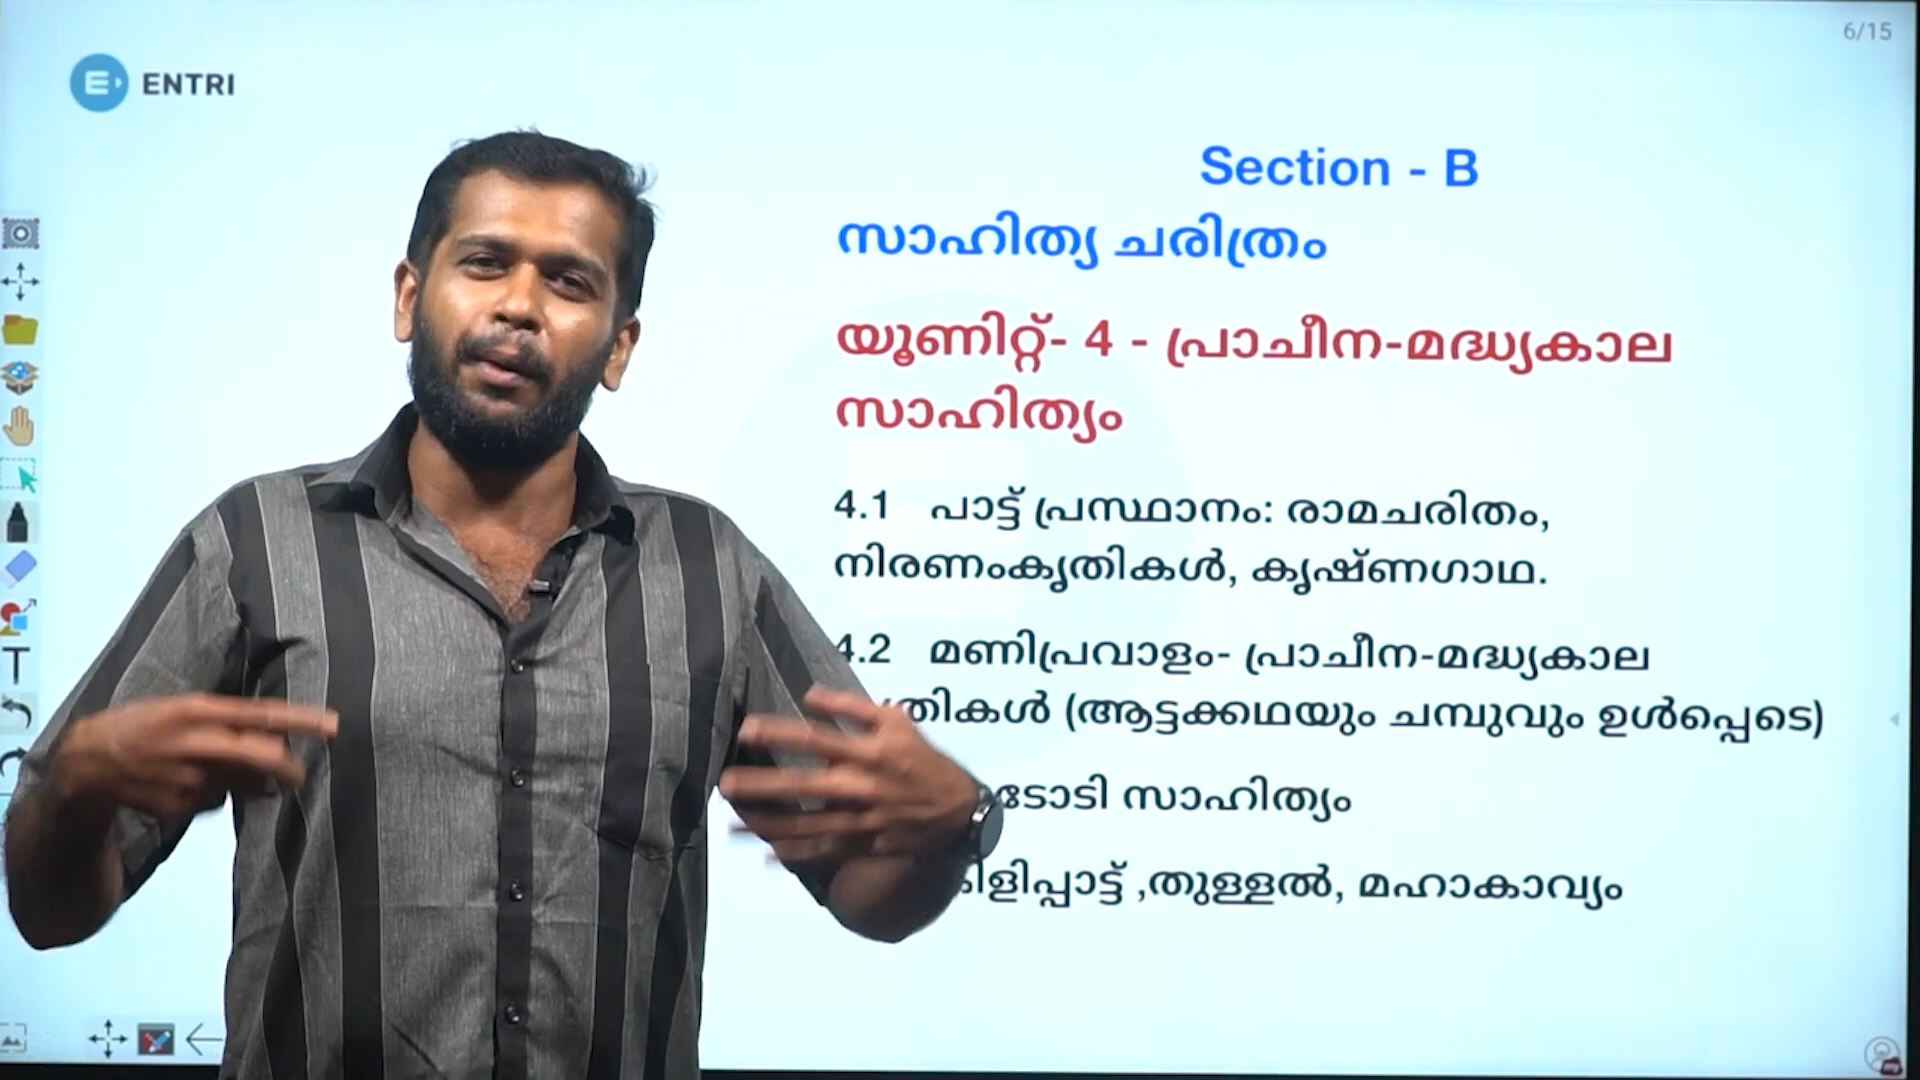 6/15
ENTRI
Section - B
സാഹിത്യ ചരിത്രം
യൂണിറ്റ്- 4 - പ്രാചീന-മദ്ധ്യകാല
സാഹിത്യം
4.1 പാട്ട് പ്രസ്ഥാനം: രാമചരിതം,
നിരണംകൃതികൾ, കൃഷ്ണഗാഥ.
4.2 മണിപ്രവാളം- പ്രാചീന-മദ്ധ്യകാല
(ആട്ടക്കഥയും ചമ്പുവും ഉൾപ്പെടെ)
സാഹിത്യം
,തുള്ളൽ, മഹാകാവ്യം